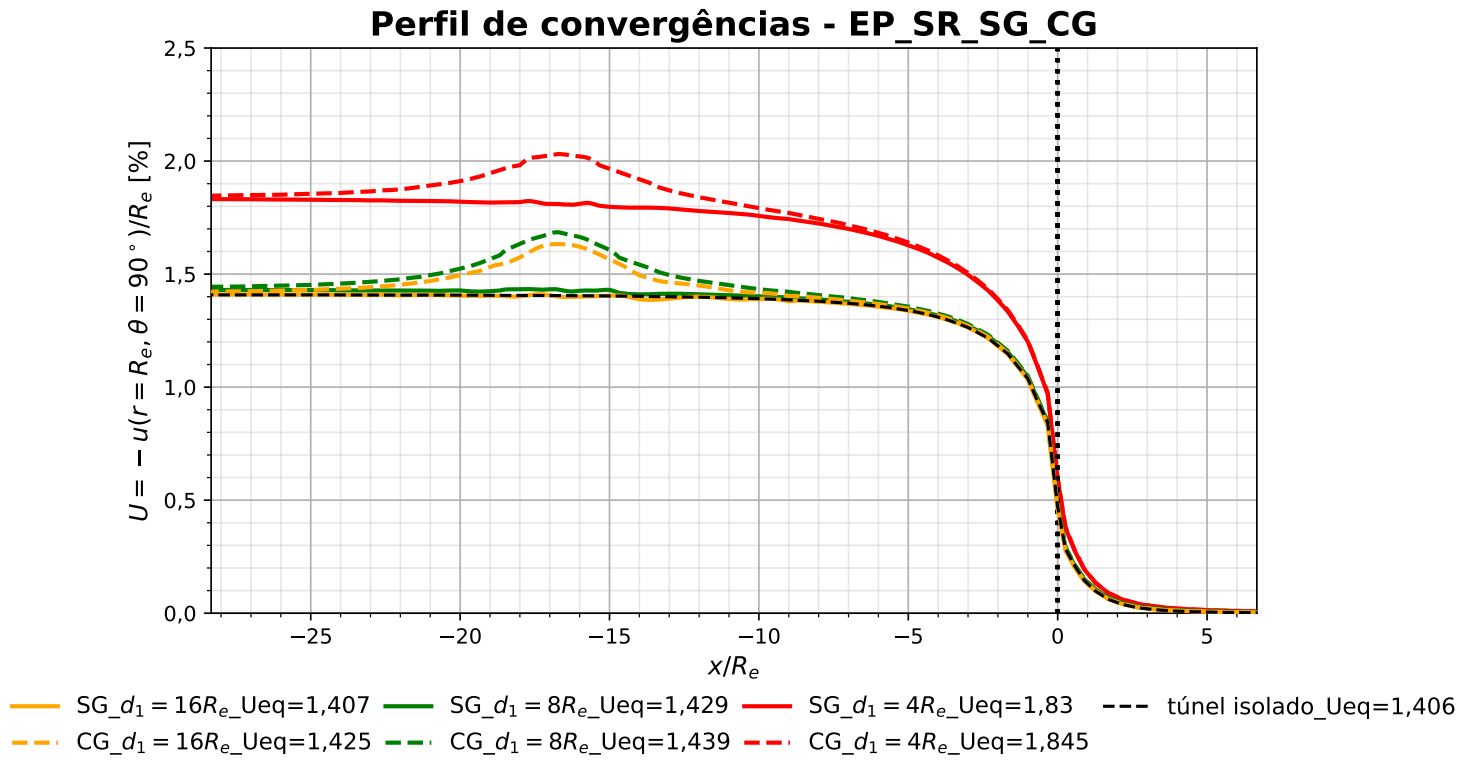 Perfil de convergências - EP_SR_SG_CG
2,5
2,0
1,5
1,0
0,5
0,0
U = − u(r = Rₑ, θ = 90°)/Rₑ [%]
−25 −20 −15 −10 −5 0 5
x/Rₑ
SG_d₁ = 16Rₑ_Ueq=1,407 SG_d₁ = 8Rₑ_Ueq=1,429 SG_d₁ = 4Rₑ_Ueq=1,83 túnel isolado_Ueq=1,406
CG_d₁ = 16Rₑ_Ueq=1,425 CG_d₁ = 8Rₑ_Ueq=1,439 CG_d₁ = 4Rₑ_Ueq=1,845